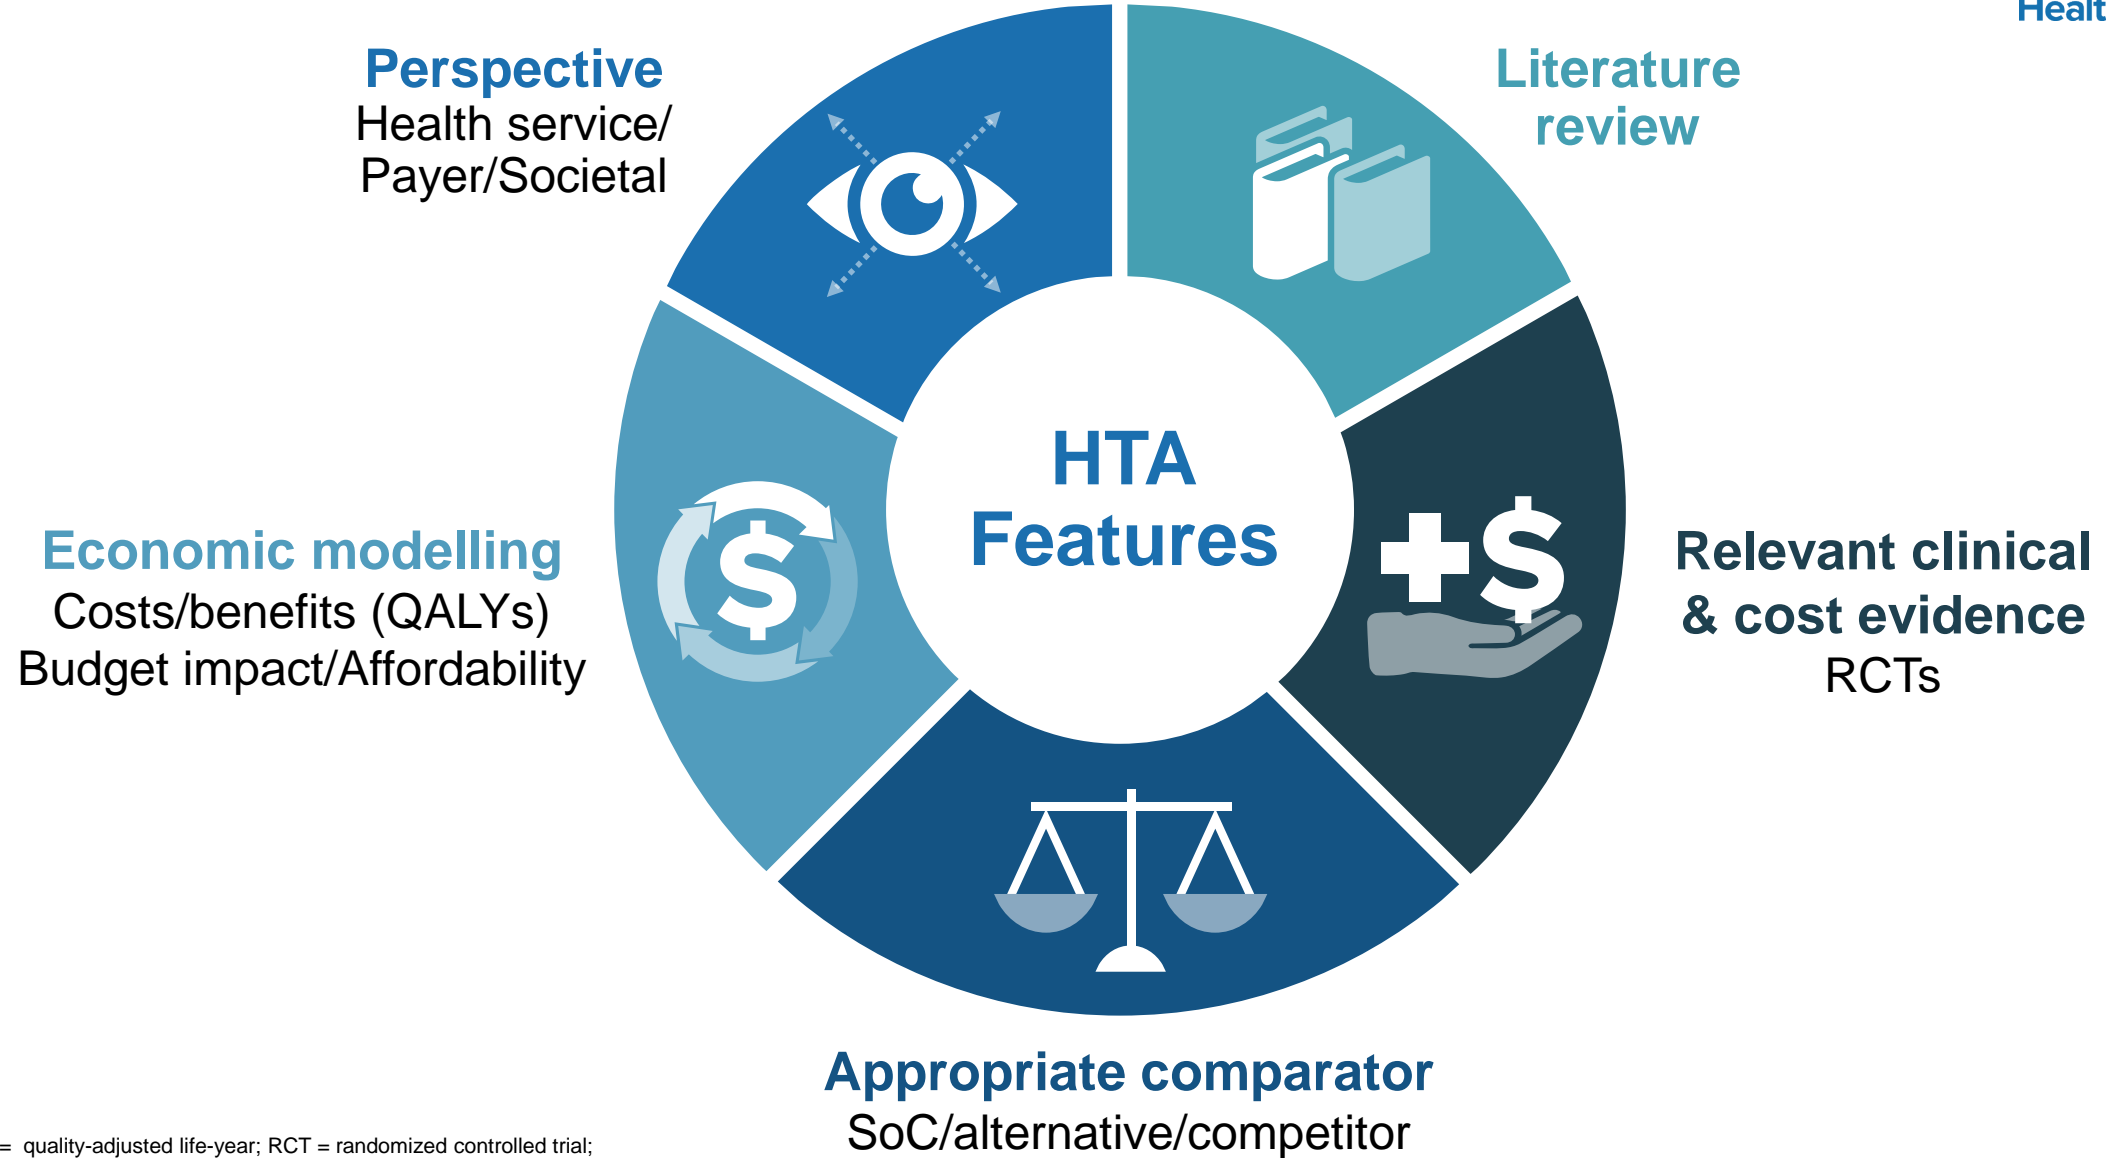 Perspective
Health service/
Payer/Societal
Literature
review
HTA
Features
Economic modelling
Costs/benefits (QALYs)
Budget impact/Affordability
Relevant clinical
& cost evidence
RCTs
Appropriate comparator
SoC/alternative/competitor
= quality-adjusted life-year; RCT = randomized controlled trial;